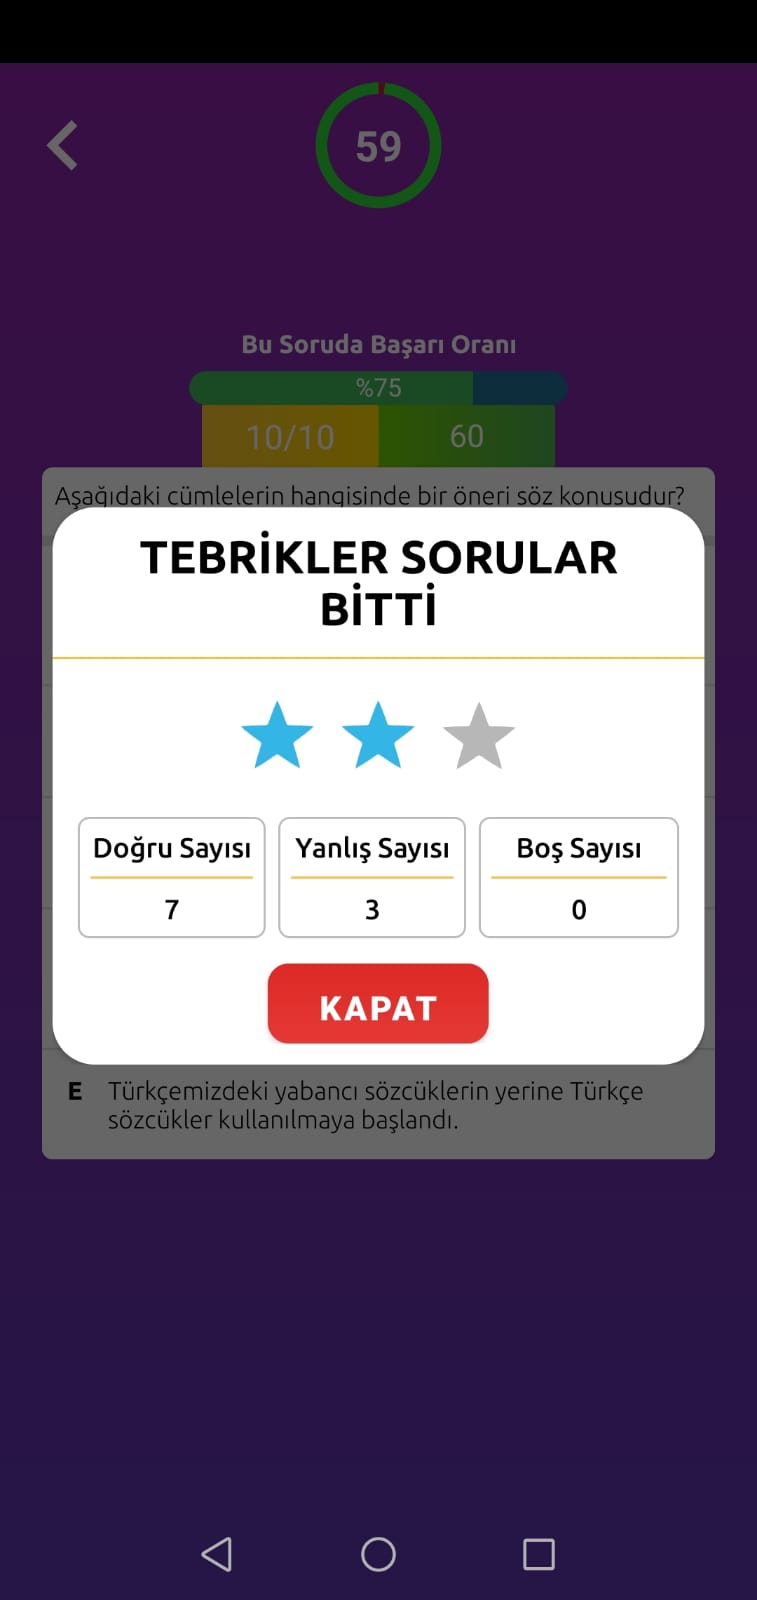 59
Bu Soruda Başarı Oranı
%75
10/10
60
Aşağıdaki cümlelerin hangisinde bir öneri söz konusudur?
TEBRİKLER SORULAR
BİTTİ
Doğru Sayısı
Yanlış Sayısı
Boş Sayısı
7
3
0
KAPAT
E Türkçemizdeki yabancı sözcüklerin yerine Türkçe
sözcükler kullanılmaya başlandı.